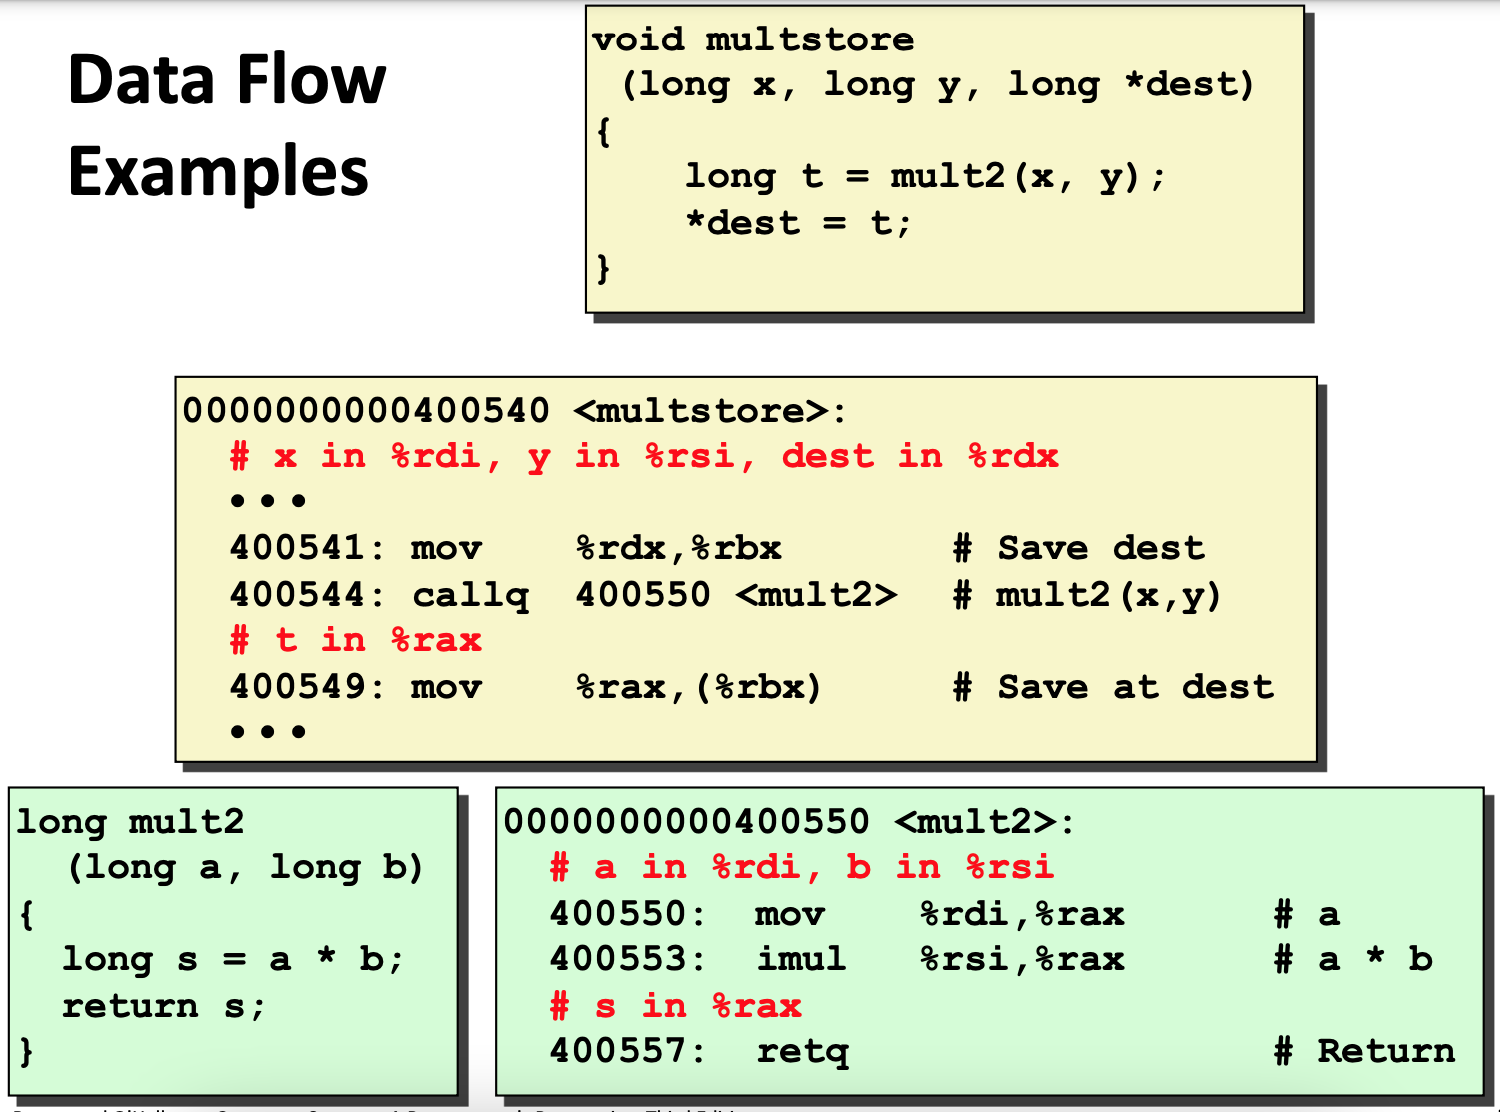 Data Flow
Examples
void multstore
 (long x, long y, long *dest)
{
    long t = mult2(x, y);
    *dest = t;
}
0000000000400540 <multstore>:
  # x in %rdi, y in %rsi, dest in %rdx
  • • •
  400541: mov    %rdx,%rbx       # Save dest
  400544: callq  400550 <mult2>  # mult2(x,y)
  # t in %rax
  400549: mov    %rax,(%rbx)     # Save at dest
  • • •
long mult2
  (long a, long b)
{
  long s = a * b;
  return s;
}
0000000000400550 <mult2>:
  # a in %rdi, b in %rsi
  400550:  mov    %rdi,%rax      # a
  400553:  imul   %rsi,%rax      # a * b
  # s in %rax
  400557:  retq                  # Return